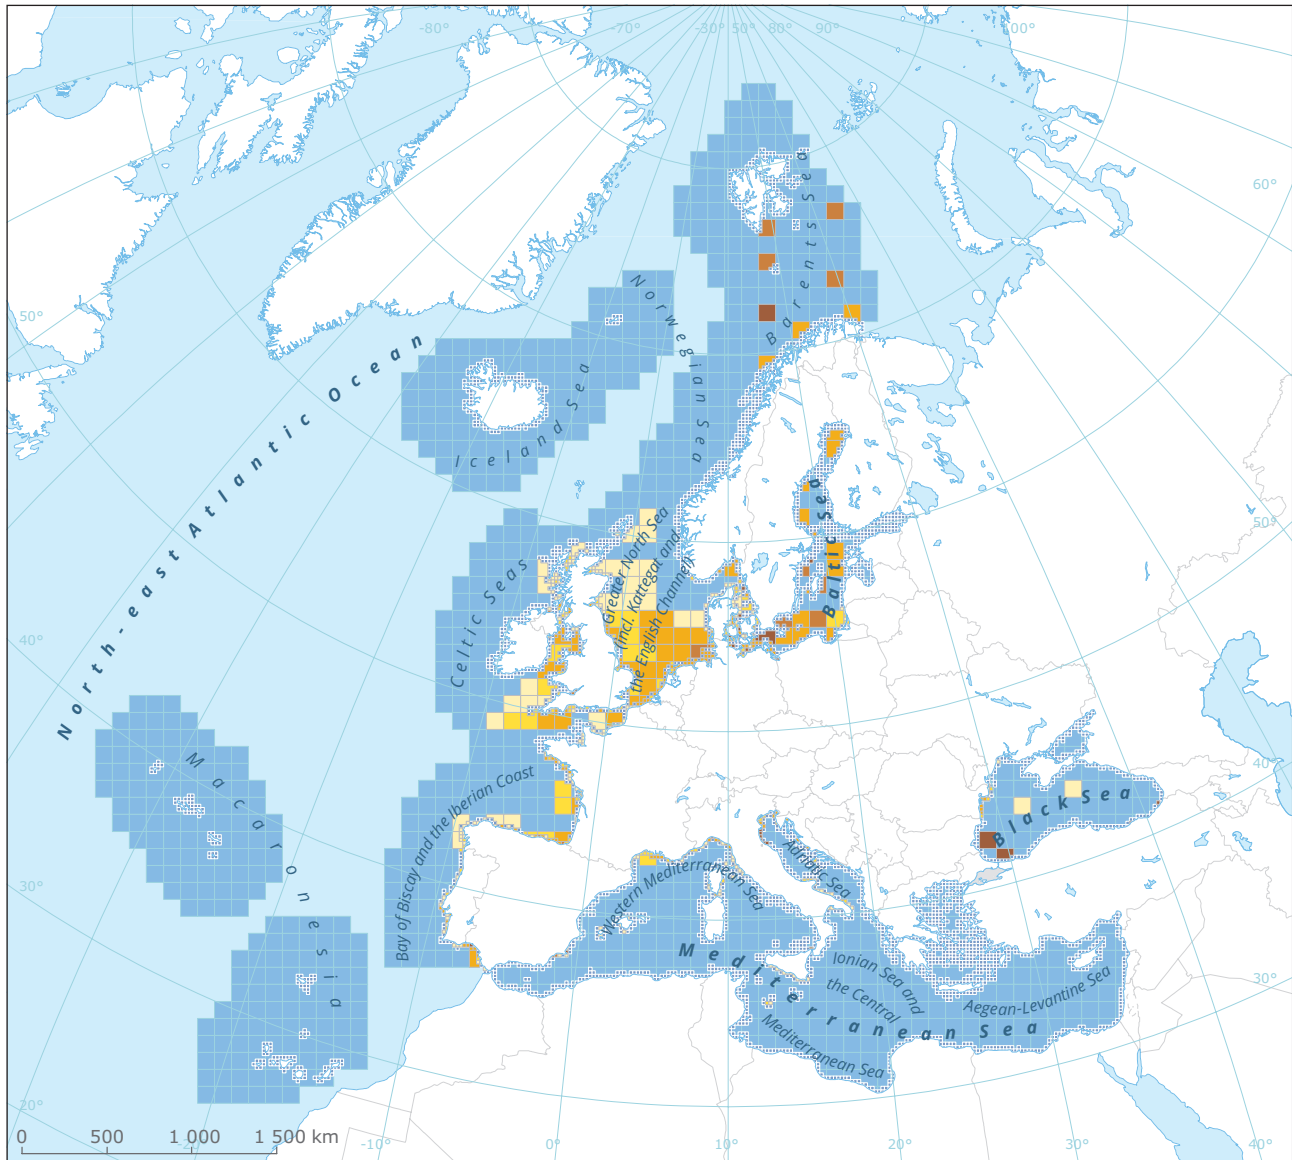 -80°
-70°
-30°
50°
80°
90°
100°
60°
50°
50°
40°
40°
30°
30°
20°
-20°
-10°
0°
10°
20°
30°
40°
Barents Sea
Norwegian Sea
Iceland Sea
North-east Atlantic Ocean
Celtic Seas
Greater North Sea
(incl. Kattegat and
the English Channel)
Baltic Sea
Macaronesia
Bay of Biscay and the Iberian Coast
Black Sea
Adriatic Sea
Western Mediterranean Sea
Mediterranean Sea
Ionian Sea and
the Central
Mediterranean Sea
Aegean-Levantine Sea
0 500 1 000 1 500 km